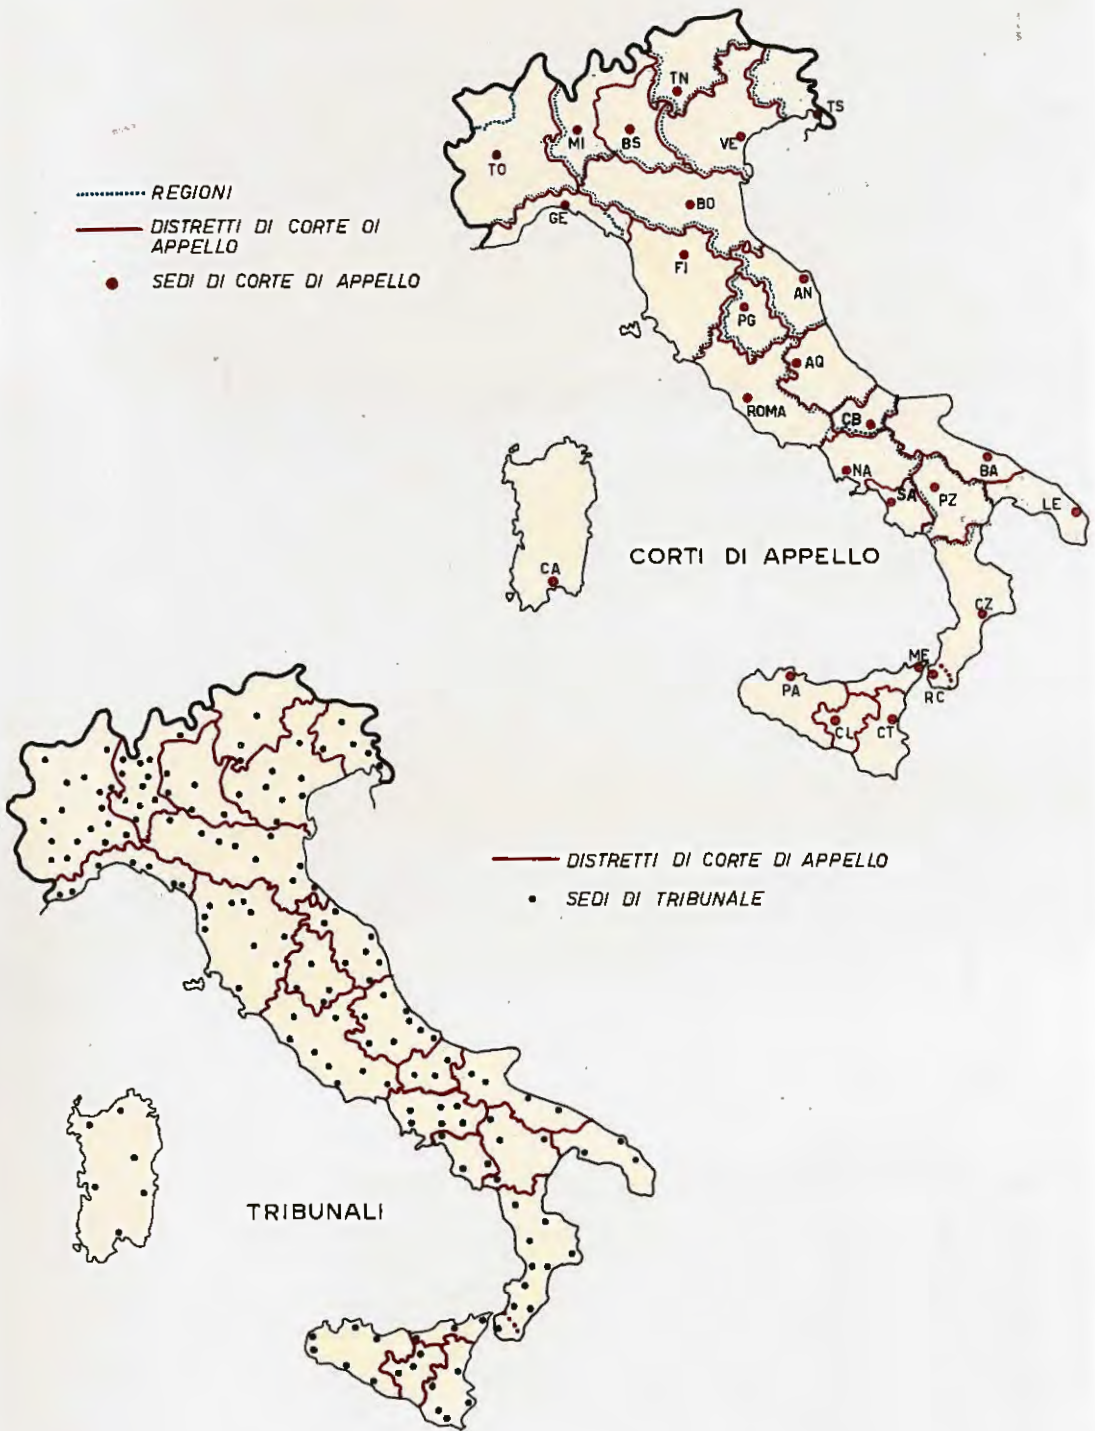 TN
TS
MI
BS
VE
TO
REGIONI
BO
GE
DISTRETTI DI CORTE DI
APPELLO
FI
SEDI DI CORTE DI APPELLO
AN
PG
AQ
ROMA
CB
NA
BA
SA
PZ
LE
CORTI DI APPELLO
CA
CZ
ME
PA
RC
CL
CT
DISTRETTI DI CORTE DI APPELLO
SEDI DI TRIBUNALE
TRIBUNALI